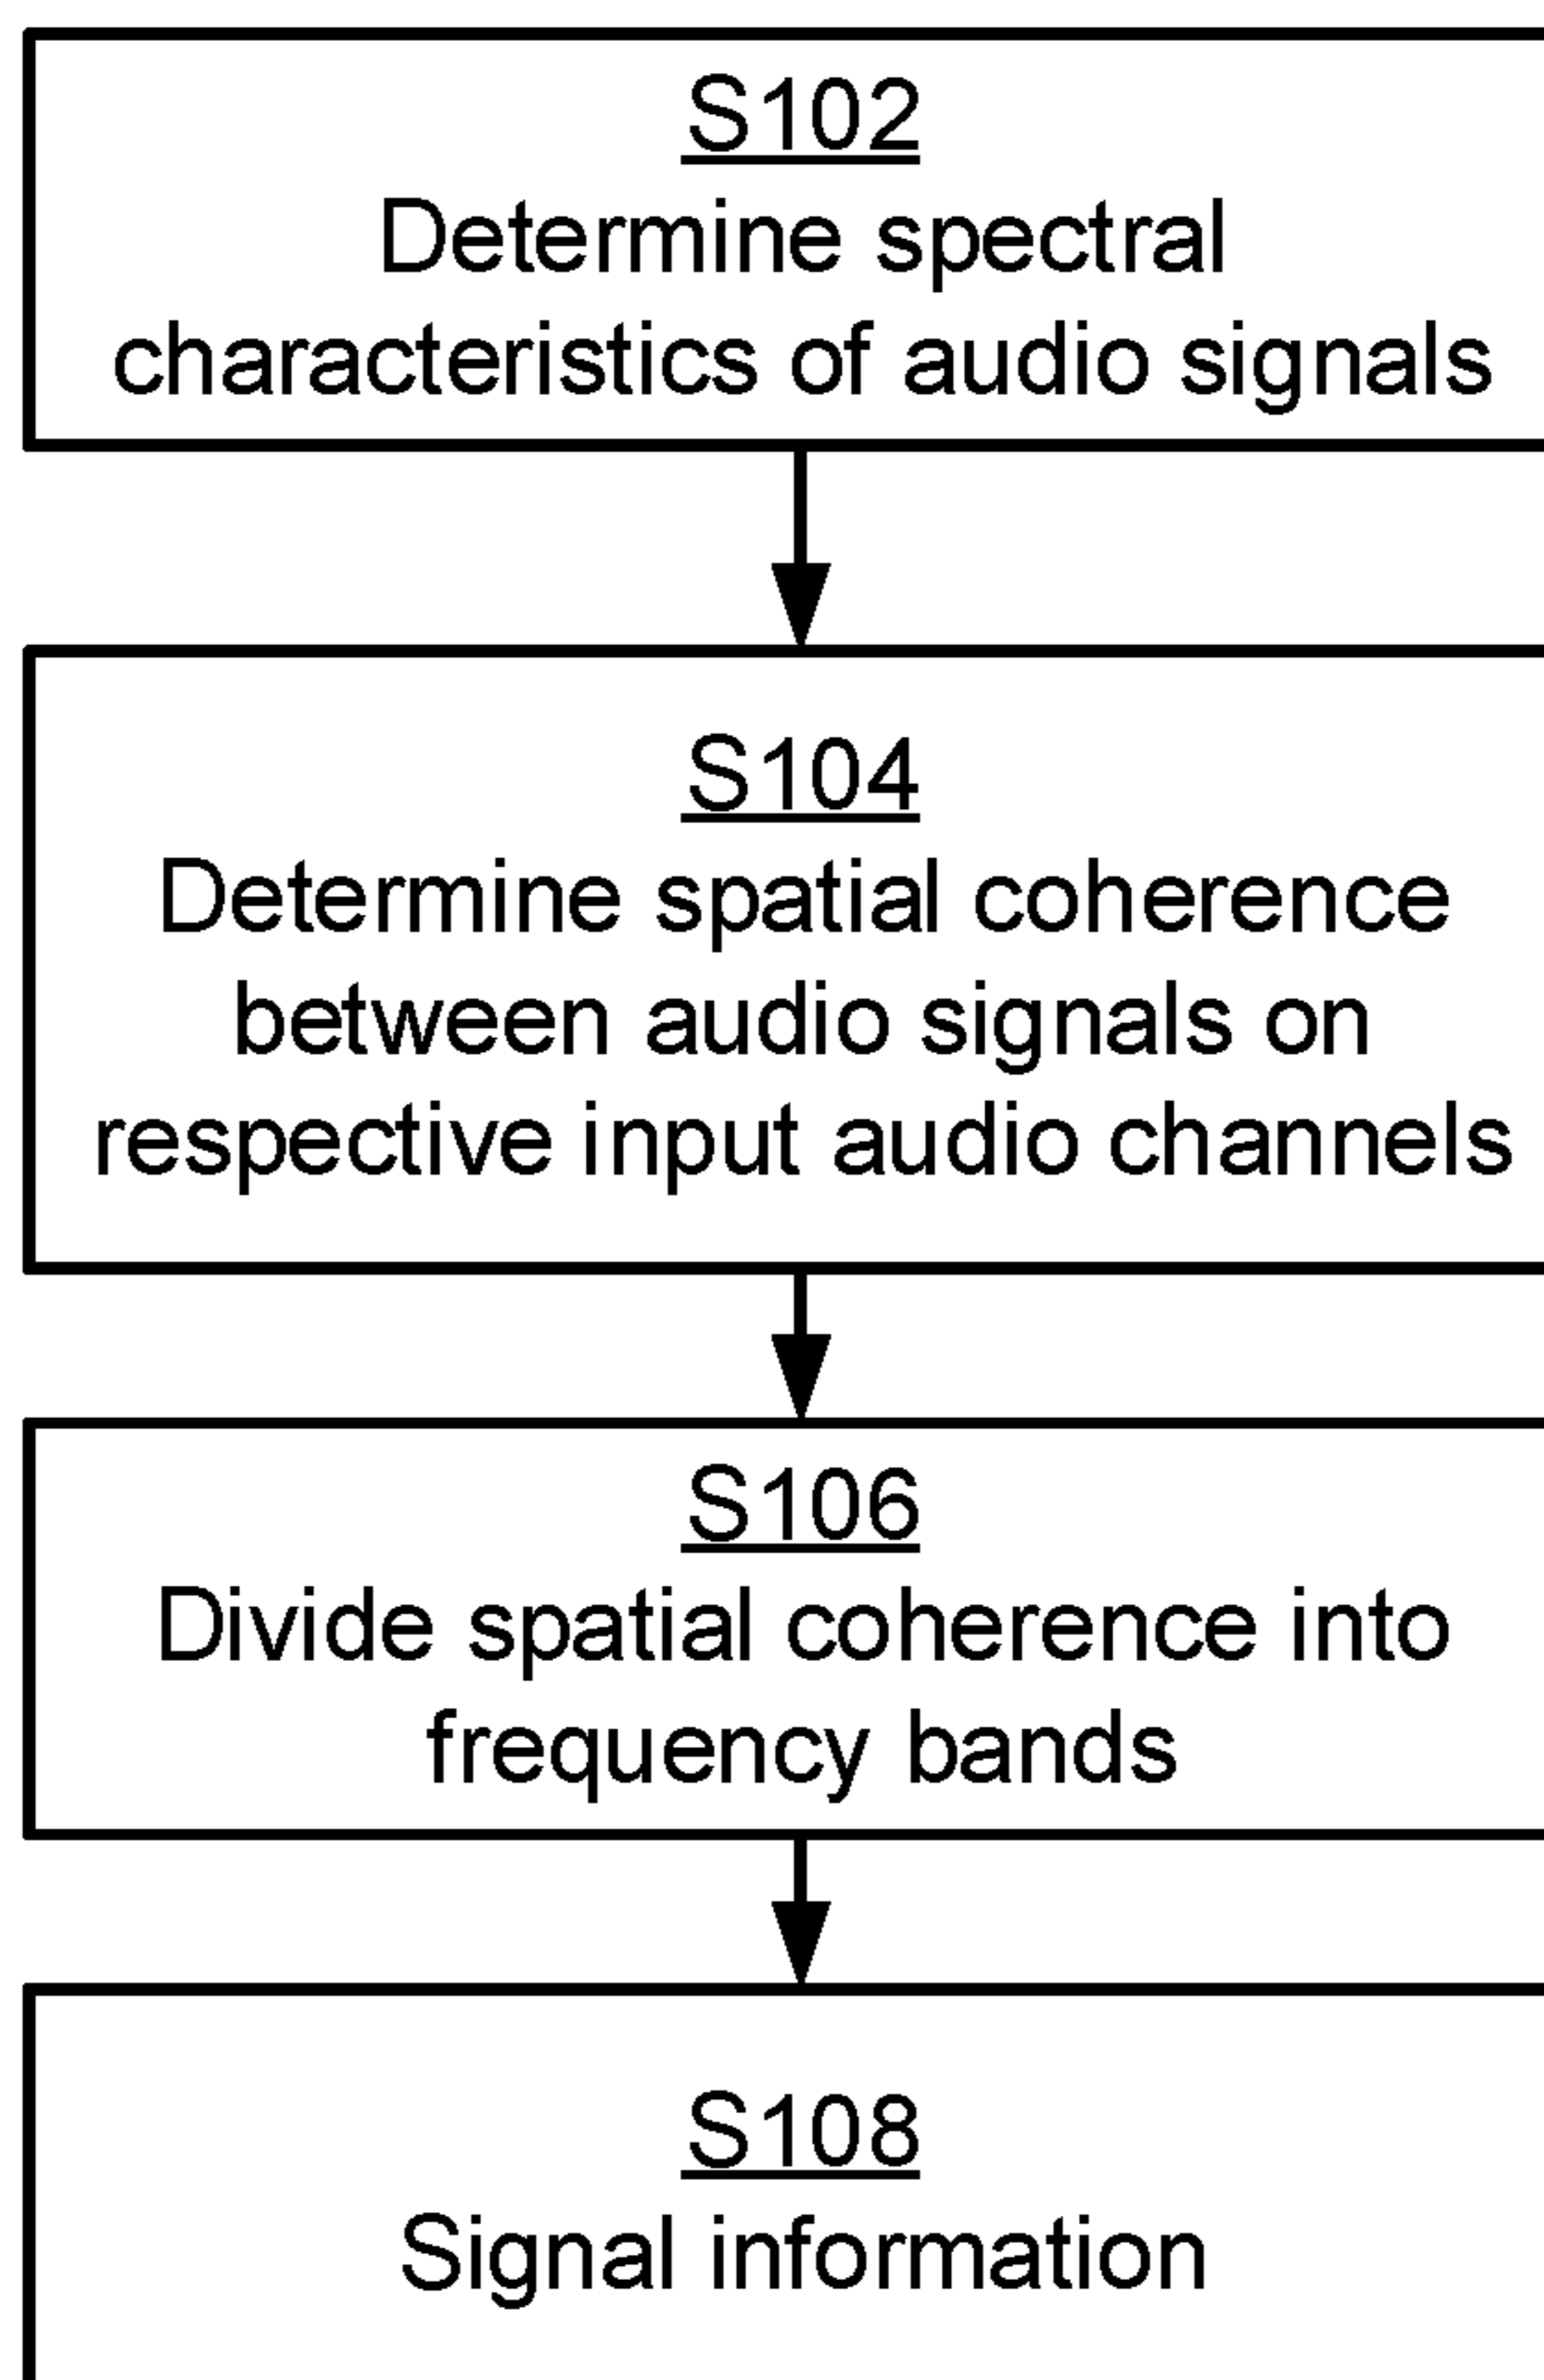 S102
Determine spectral
characteristics of audio signals
S104
Determine spatial coherence
between audio signals on
respective input audio channels
S106
Divide spatial coherence into
frequency bands
S108
Signal information